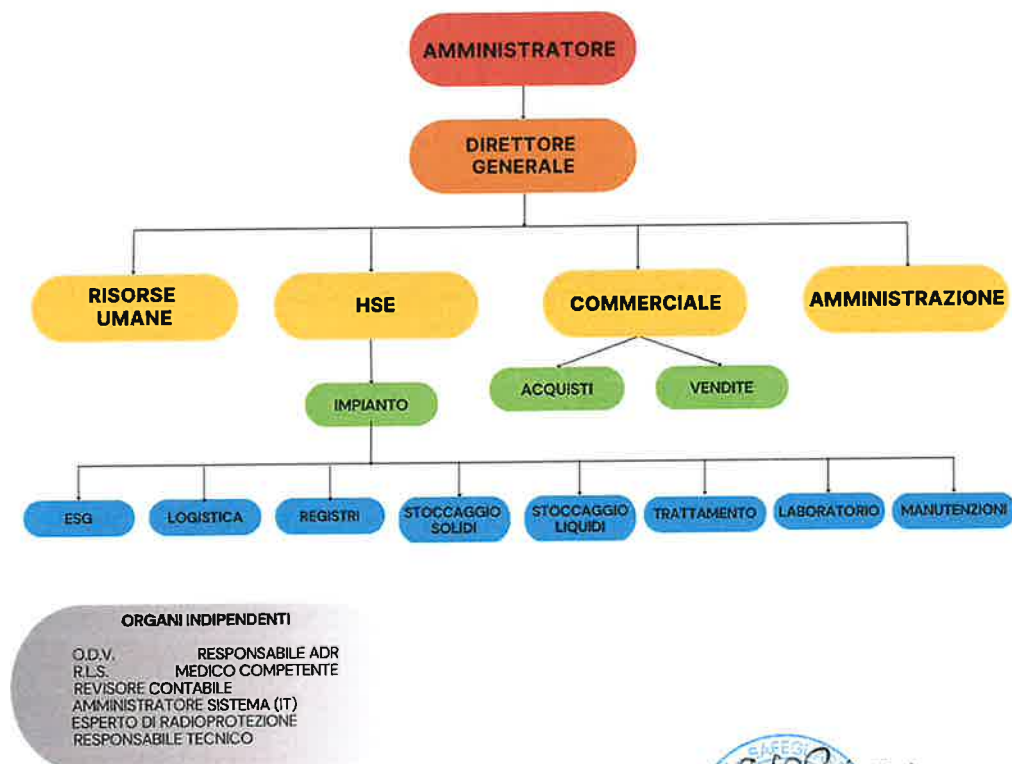 AMMINISTRATORE
DIRETTORE
GENERALE
RISORSE
UMANE
HSE
COMMERCIALE
AMMINISTRAZIONE
IMPIANTO
ACQUISTI
VENDITE
ESG
LOGISTICA
REGISTRI
STOCCAGGIO
SOLIDI
STOCCAGGIO
LIQUIDI
TRATTAMENTO
LABORATORIO
MANUTENZIONI
ORGANI INDIPENDENTI
O.D.V. RESPONSABILE ADR
R.L.S. MEDICO COMPETENTE
REVISORE CONTABILE
AMMINISTRATORE SISTEMA (IT)
ESPERTO DI RADIOPROTEZIONE
RESPONSABILE TECNICO